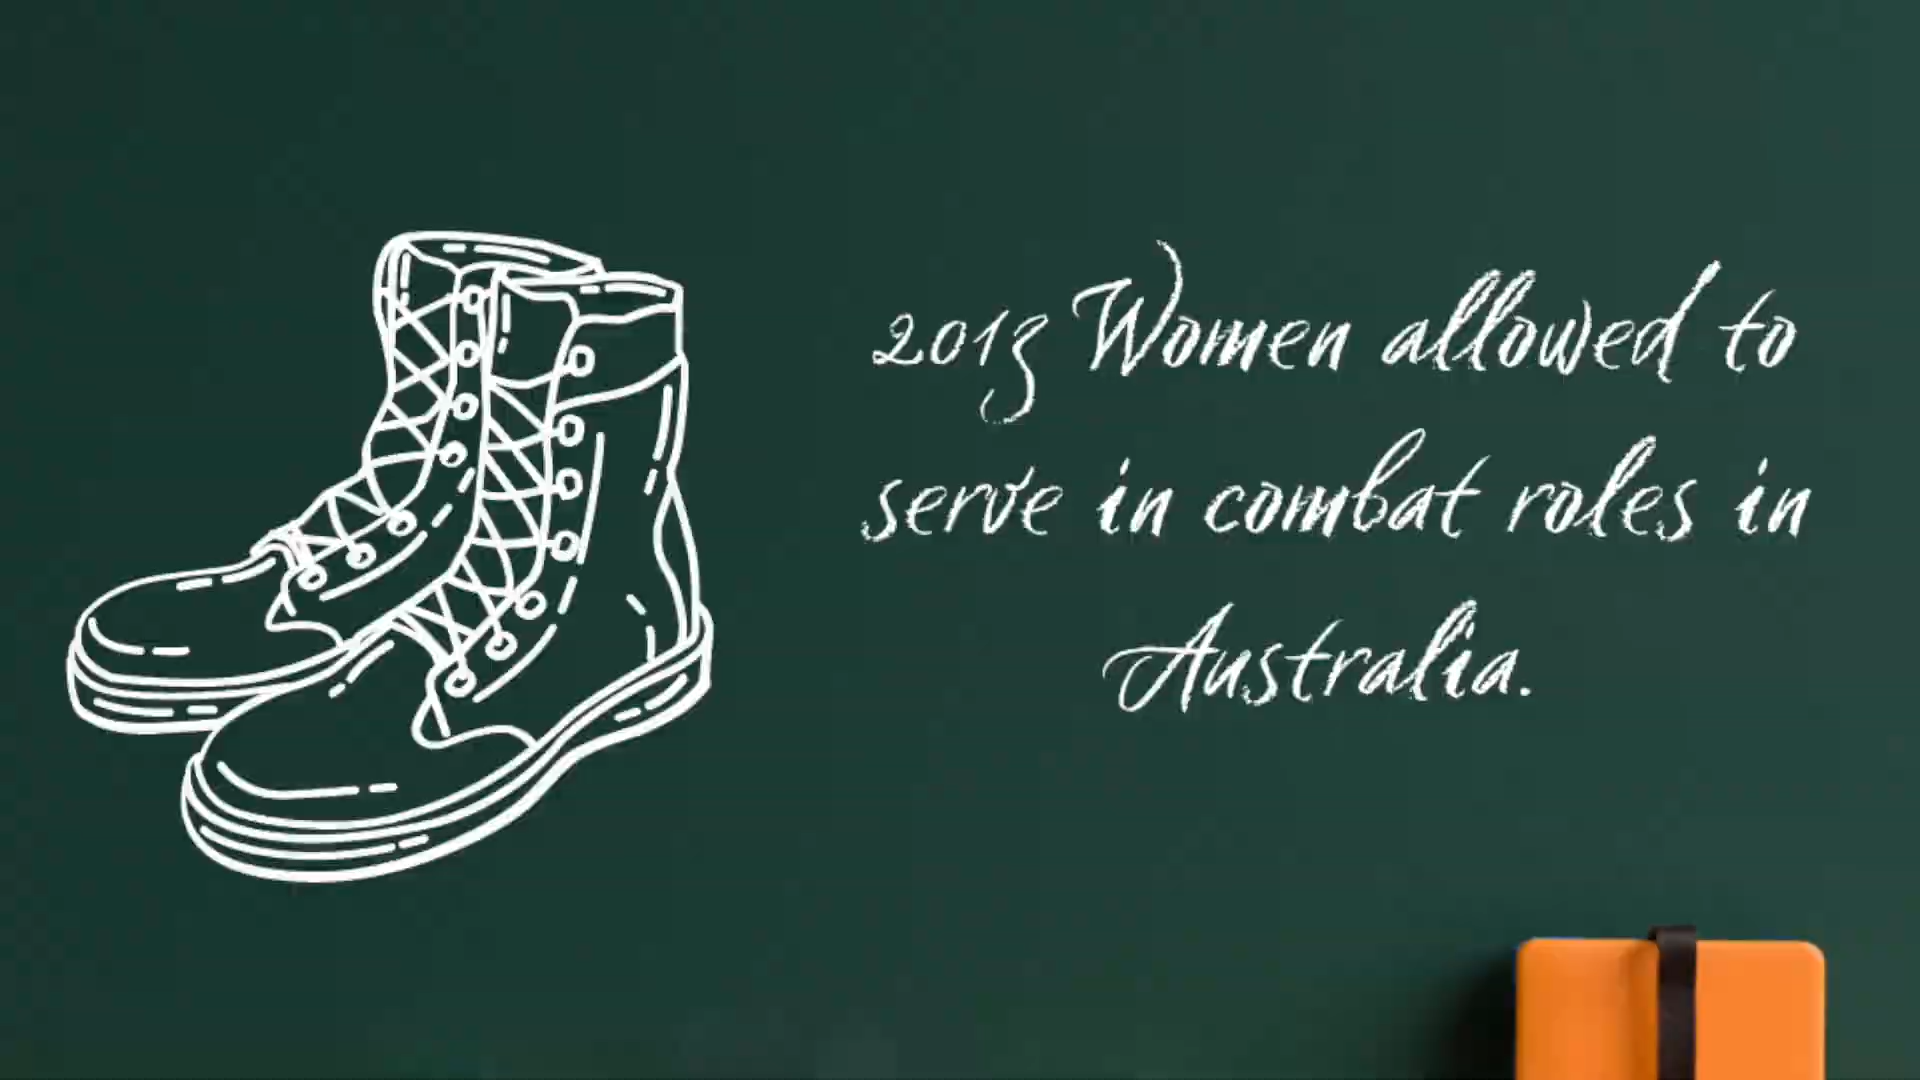 2013 Women allowed to
serve in combat roles in
Australia.